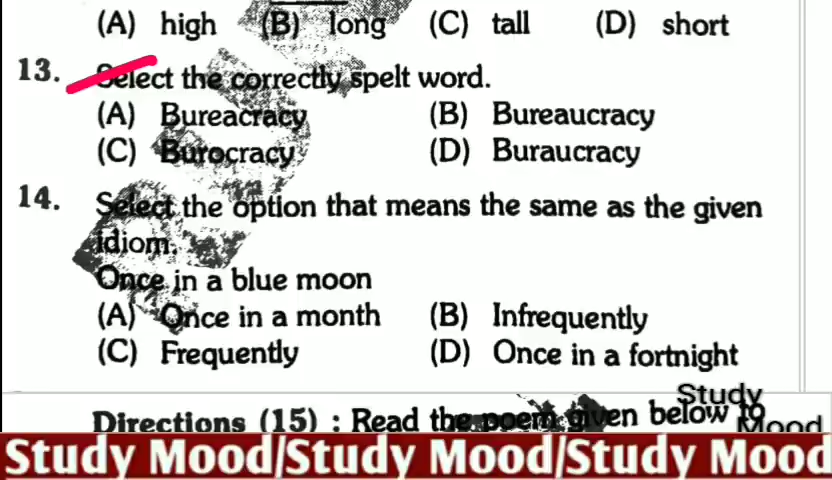 (A) high (B) long (C) tall (D) short
13. Select the correctly spelt word.
(A) Bureacracy (B) Bureaucracy
(C) Burocracy (D) Buraucracy
14. Select the option that means the same as the given
idiom.
Once in a blue moon
(A) Once in a month (B) Infrequently
(C) Frequently (D) Once in a fortnight
Study
Directions (15) : Read the poem given below to
Mood
Study Mood/Study Mood/Study Mood